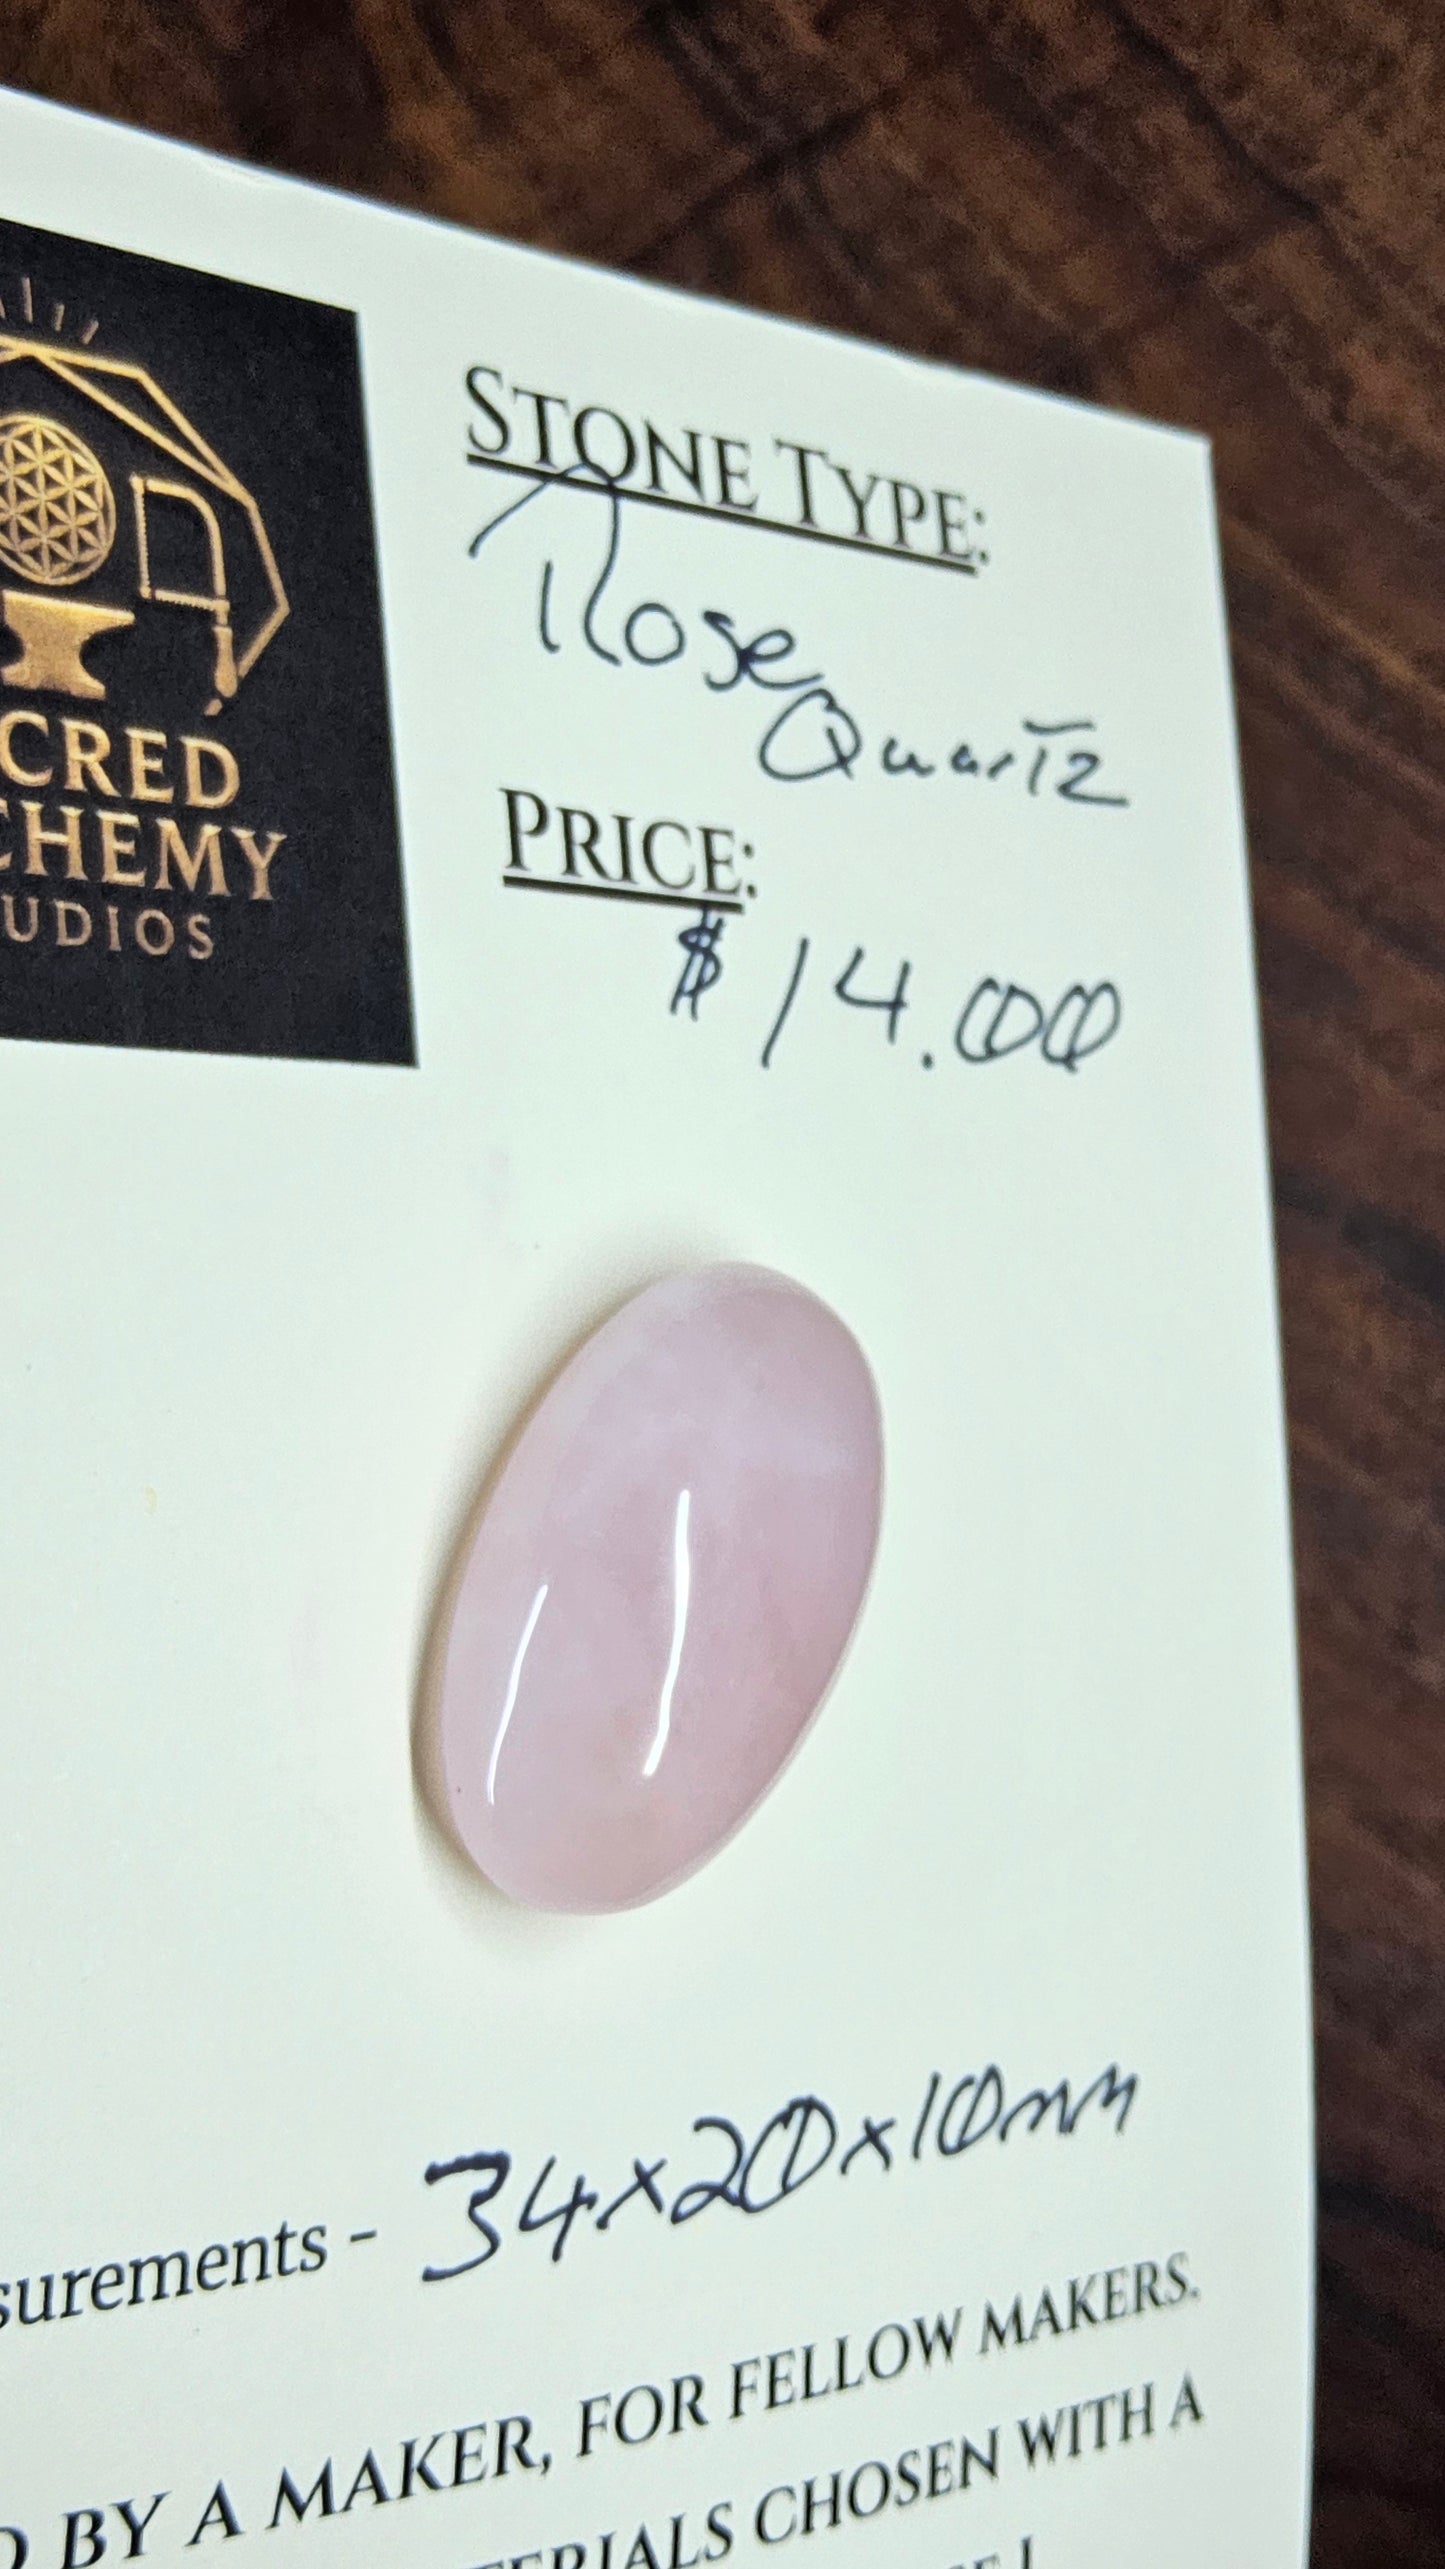 STONE TYPE:
Rose
Quartz
PRICE:
$14.00
CRED
CHEMY
UDIOS
surements - 34x20x10mm
BY A MAKER, FOR FELLOW MAKERS.
ERIALS CHOSEN WITH A